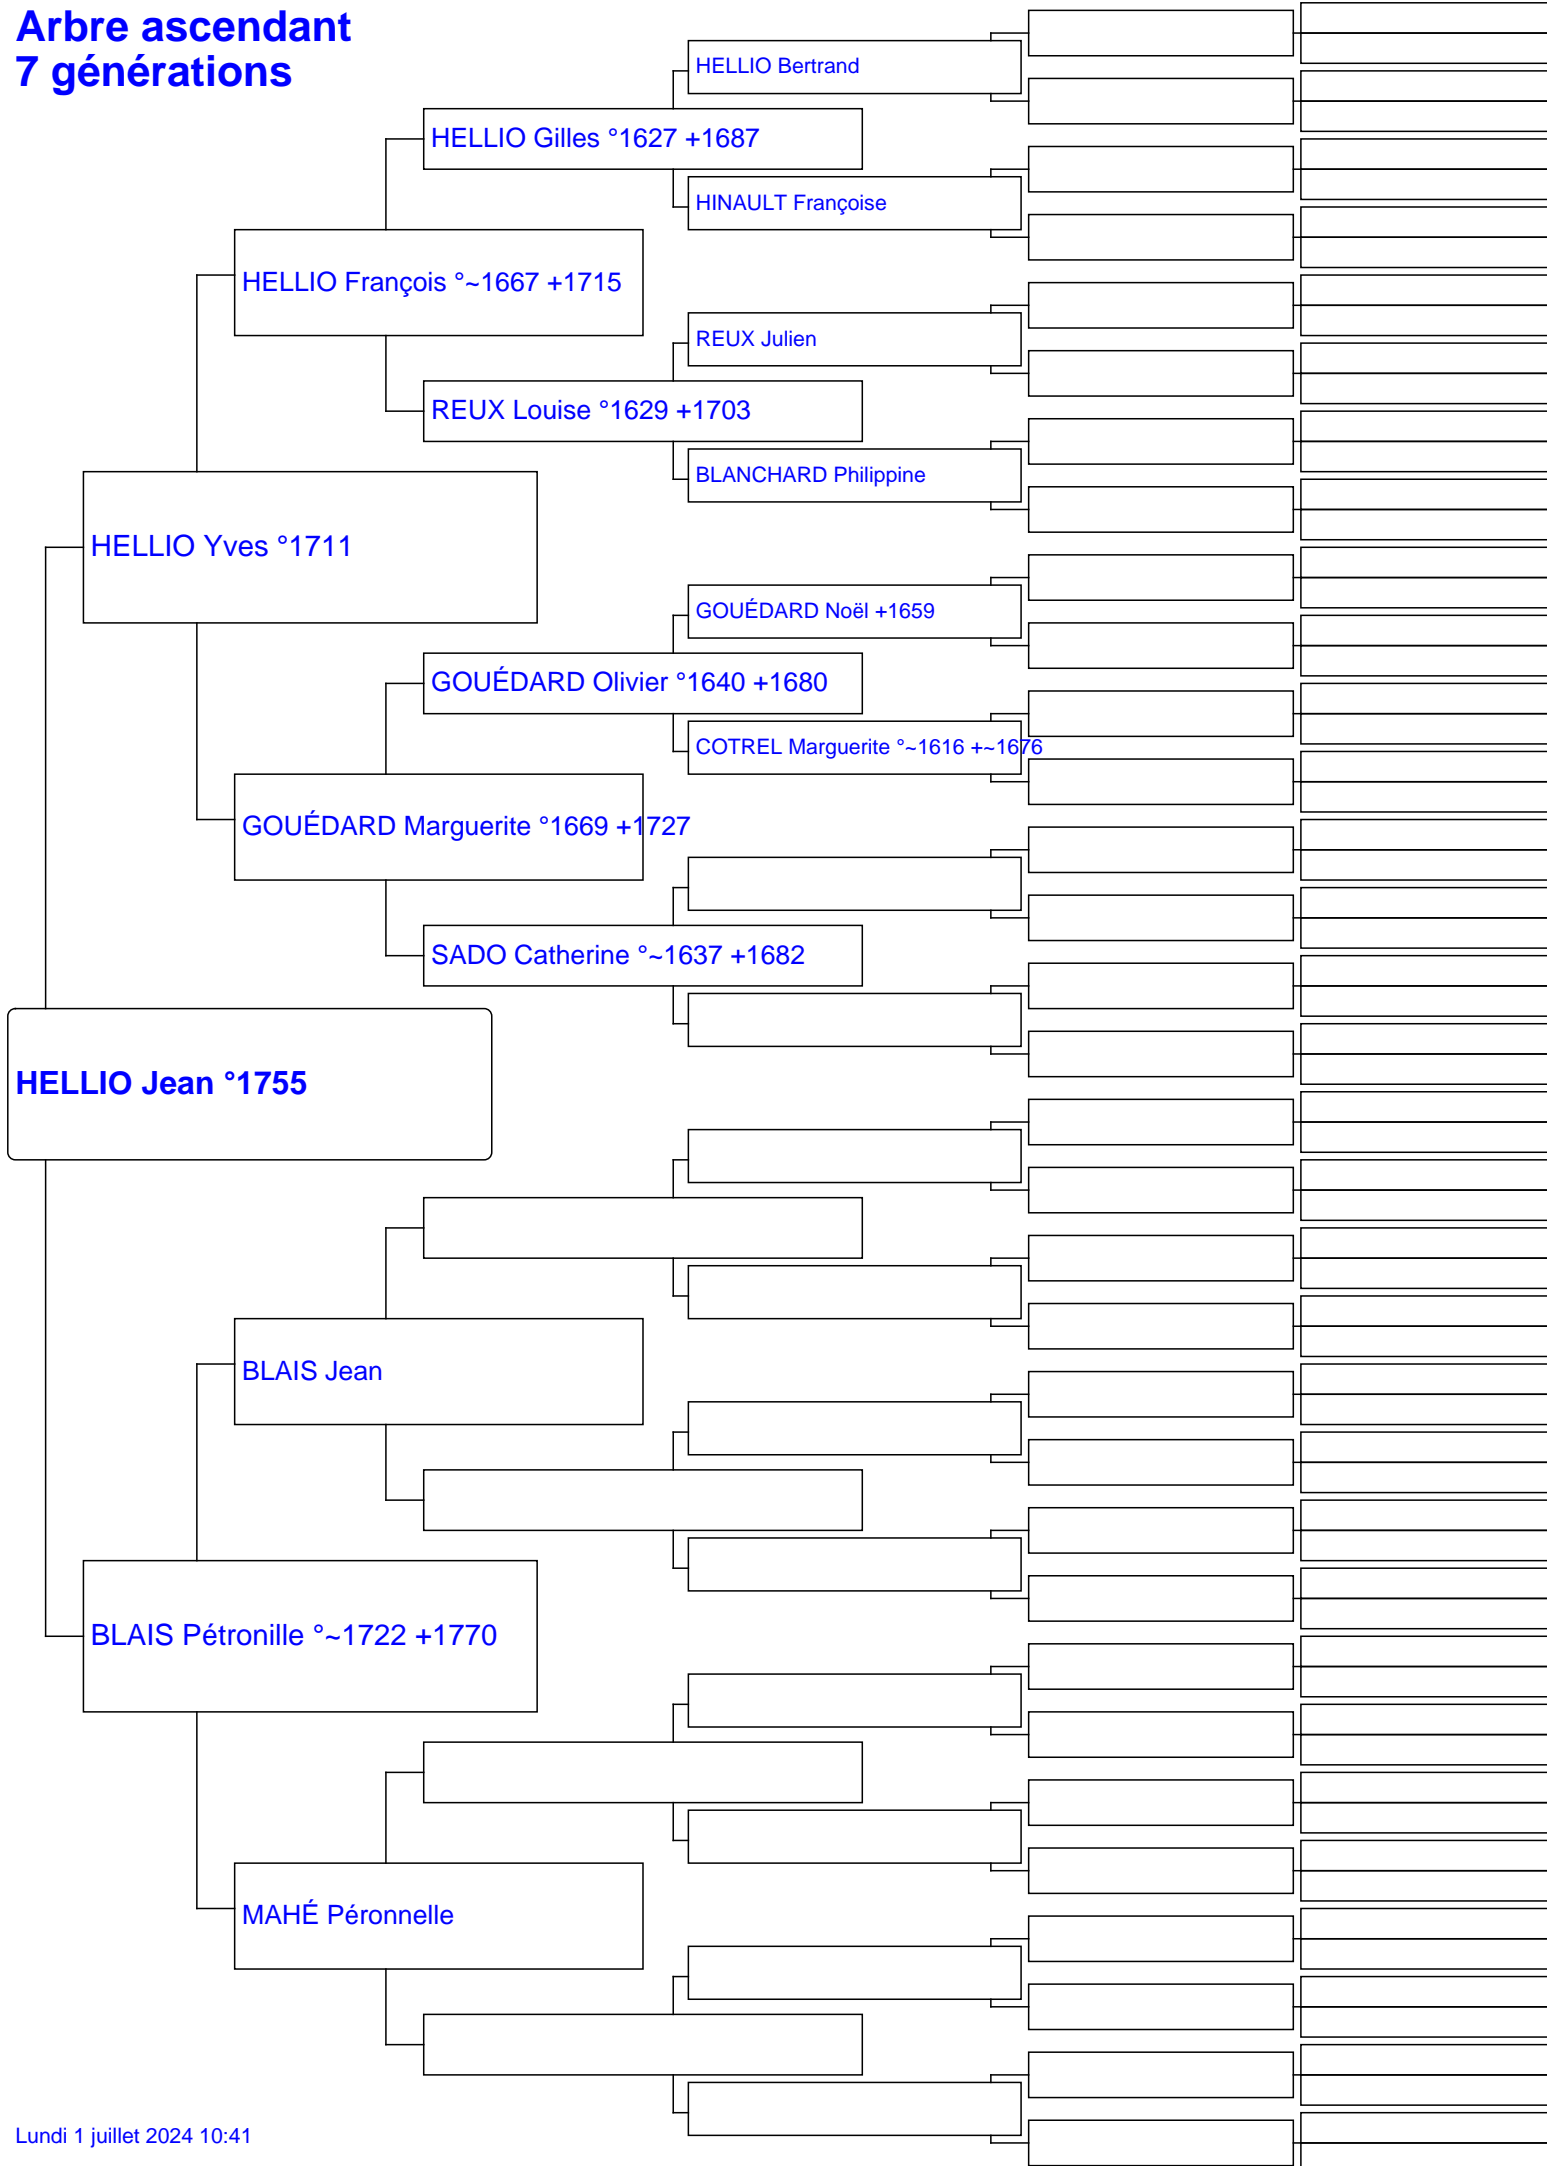 Arbre ascendant
7 générations
HELLIO Bertrand
HELLIO Gilles °1627 +1687
HINAULT Françoise
HELLIO François °~1667 +1715
REUX Julien
REUX Louise °1629 +1703
BLANCHARD Philippine
HELLIO Yves °1711
GOUÉDARD Noël +1659
GOUÉDARD Olivier °1640 +1680
COTREL Marguerite °~1616 +~1676
GOUÉDARD Marguerite °1669 +1727
SADO Catherine °~1637 +1682
HELLIO Jean °1755
BLAIS Jean
BLAIS Pétronille °~1722 +1770
MAHÉ Péronnelle
Lundi 1 juillet 2024 10:41